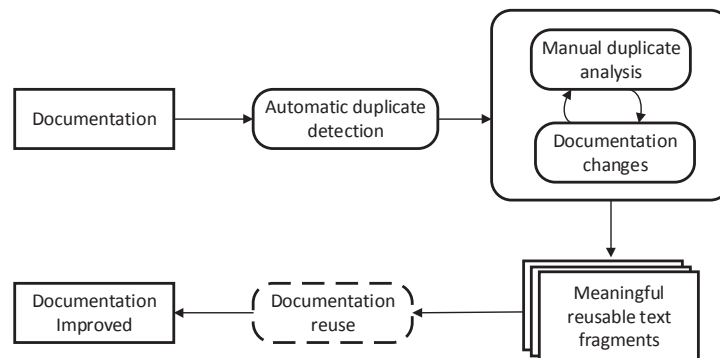 Manual duplicate
analysis
Documentation
Automatic duplicate
detection
Documentation
changes
Documentation
Improved
Documentation
reuse
Meaningful
reusable text
fragments